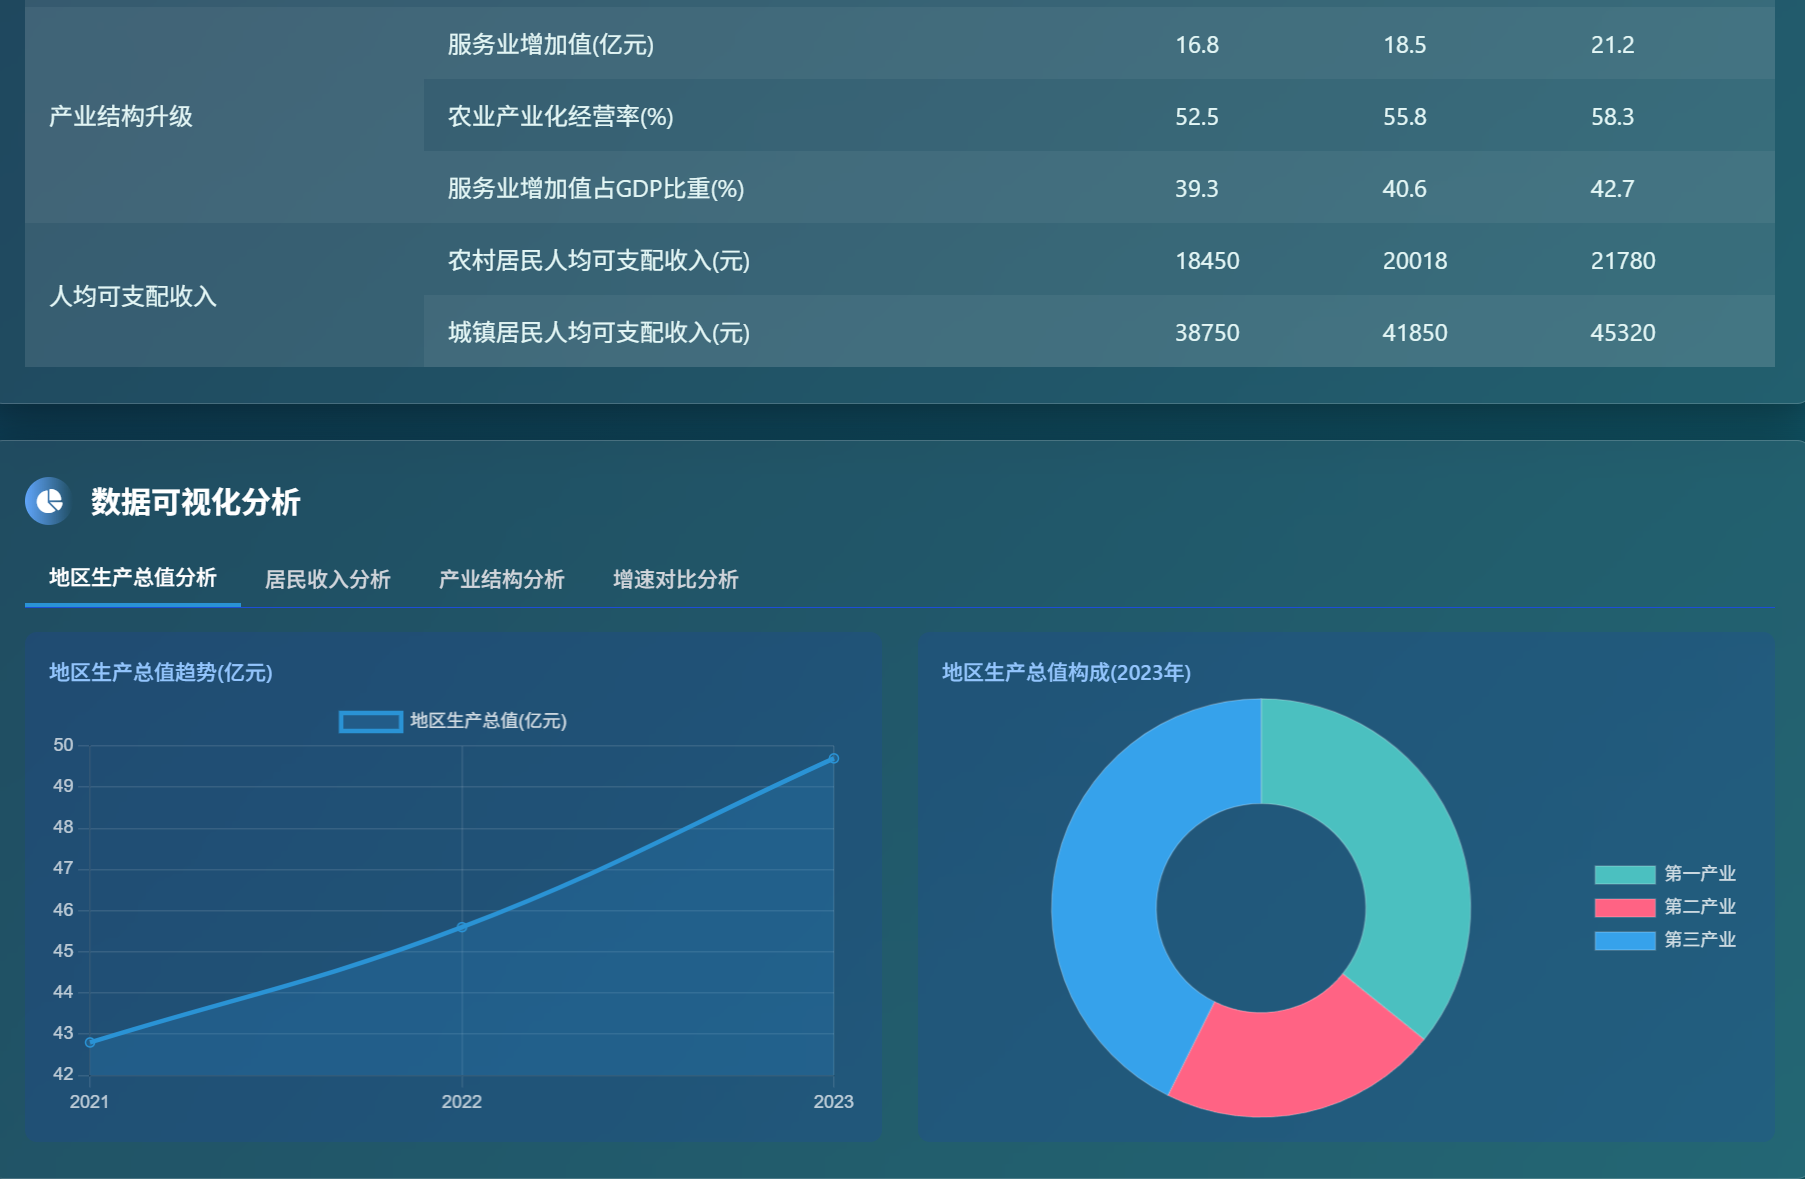 服务业增加值(亿元) 16.8 18.5 21.2
产业结构升级 农业产业化经营率(%) 52.5 55.8 58.3
服务业增加值占GDP比重(%) 39.3 40.6 42.7
农村居民人均可支配收入(元) 18450 20018 21780
人均可支配收入
城镇居民人均可支配收入(元) 38750 41850 45320
数据可视化分析
地区生产总值分析 居民收入分析 产业结构分析 增速对比分析
地区生产总值趋势(亿元)
地区生产总值(亿元)
50
49
48
47
46
45
44
43
42
2021 2022 2023
地区生产总值构成(2023年)
第一产业
第二产业
第三产业